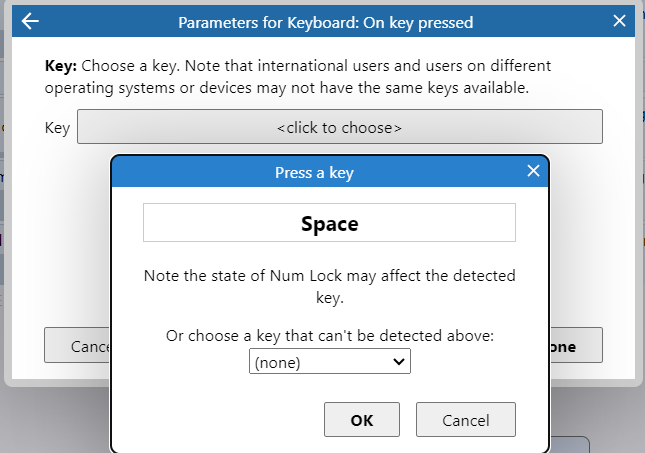 Parameters for Keyboard: On key pressed
Key: Choose a key. Note that international users and users on different
operating systems or devices may not have the same keys available.
Key
<click to choose>
Press a key
Space
Note the state of Num Lock may affect the detected
key.
Or choose a key that can't be detected above:
(none)
OK
Cancel